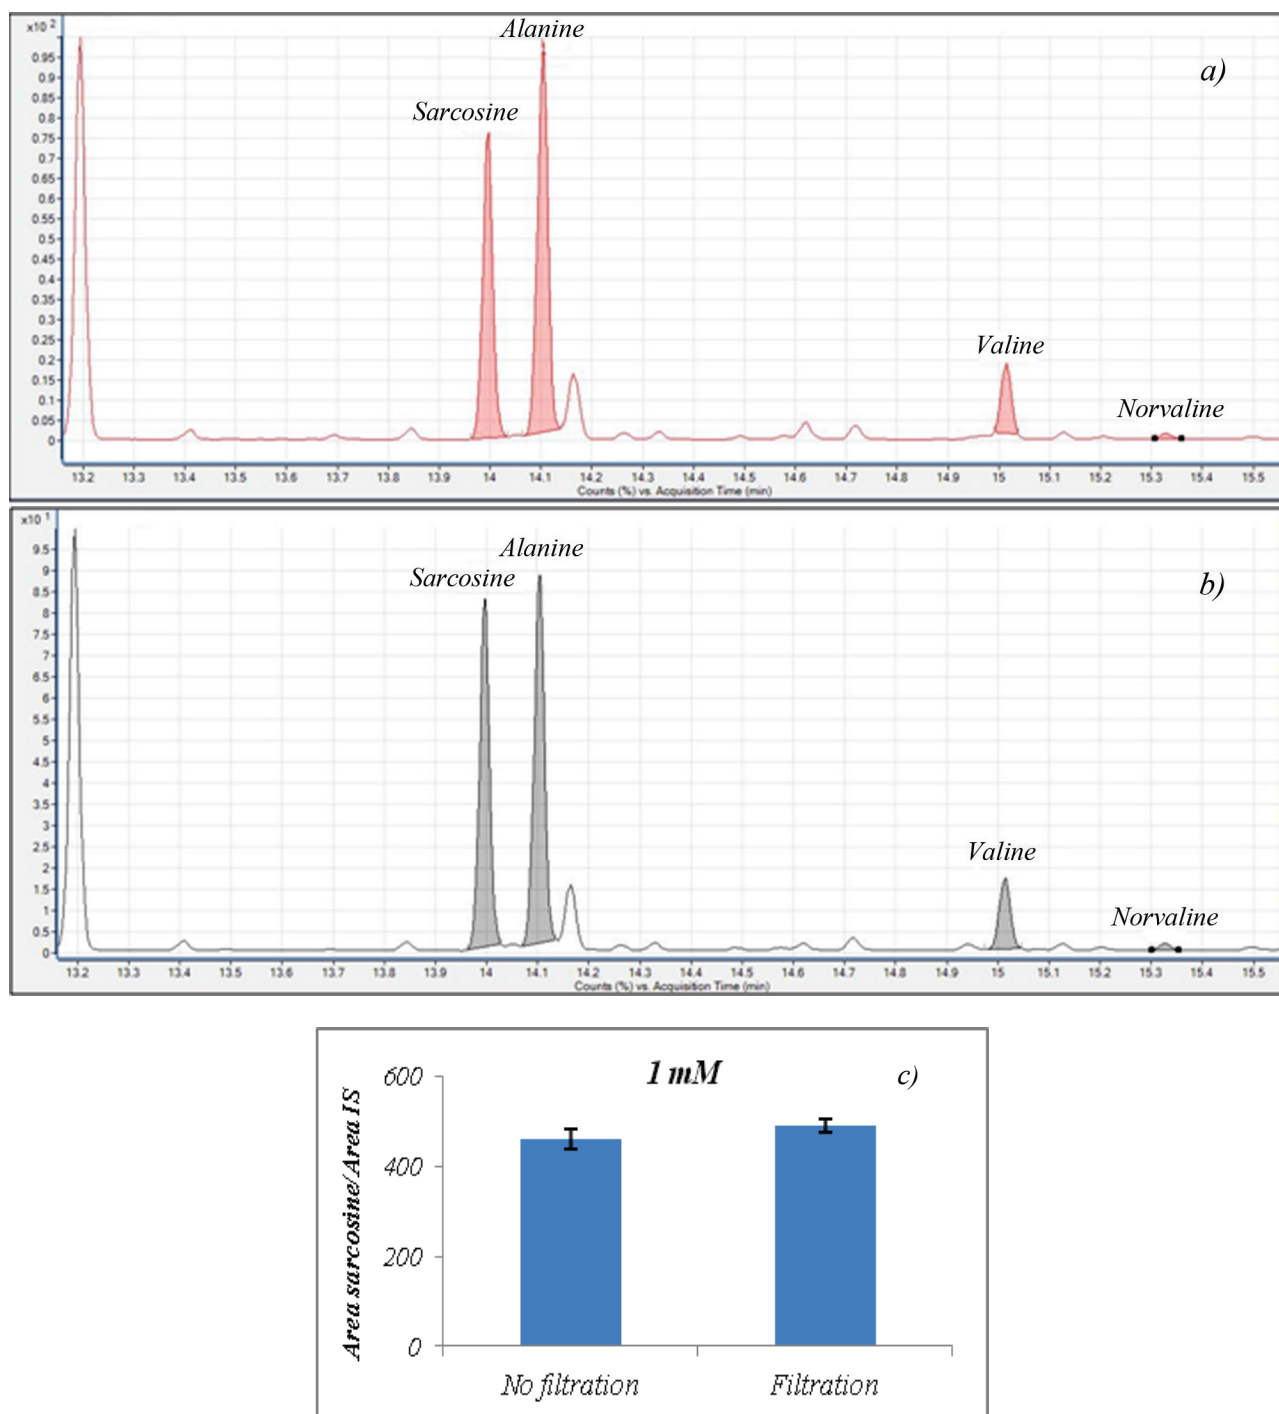 x10 2
Alanine
a)
Sarcosine
Valine
Norvaline
0.95
0.9
0.85
0.8
0.75
0.7
0.65
0.6
0.55
0.5
0.45
0.4
0.35
0.3
0.25
0.2
0.15
0.1
0.05
0
13.2 13.3 13.4 13.5 13.6 13.7 13.8 13.9 14 14.1 14.2 14.3 14.4 14.5 14.6 14.7 14.8 14.9 15 15.1 15.2 15.3 15.4 15.5
Counts (%) vs. Acquisition Time (min)
x10 1
Alanine
Sarcosine
b)
Valine
Norvaline
9.5
9
8.5
8
7.5
7
6.5
6
5.5
5
4.5
4
3.5
3
2.5
2
1.5
1
0.5
0
13.2 13.3 13.4 13.5 13.6 13.7 13.8 13.9 14 14.1 14.2 14.3 14.4 14.5 14.6 14.7 14.8 14.9 15 15.1 15.2 15.3 15.4 15.5
Counts (%) vs. Acquisition Time (min)
1 mM
c)
Area sarcosine/Area IS
600
400
200
0
No filtration Filtration